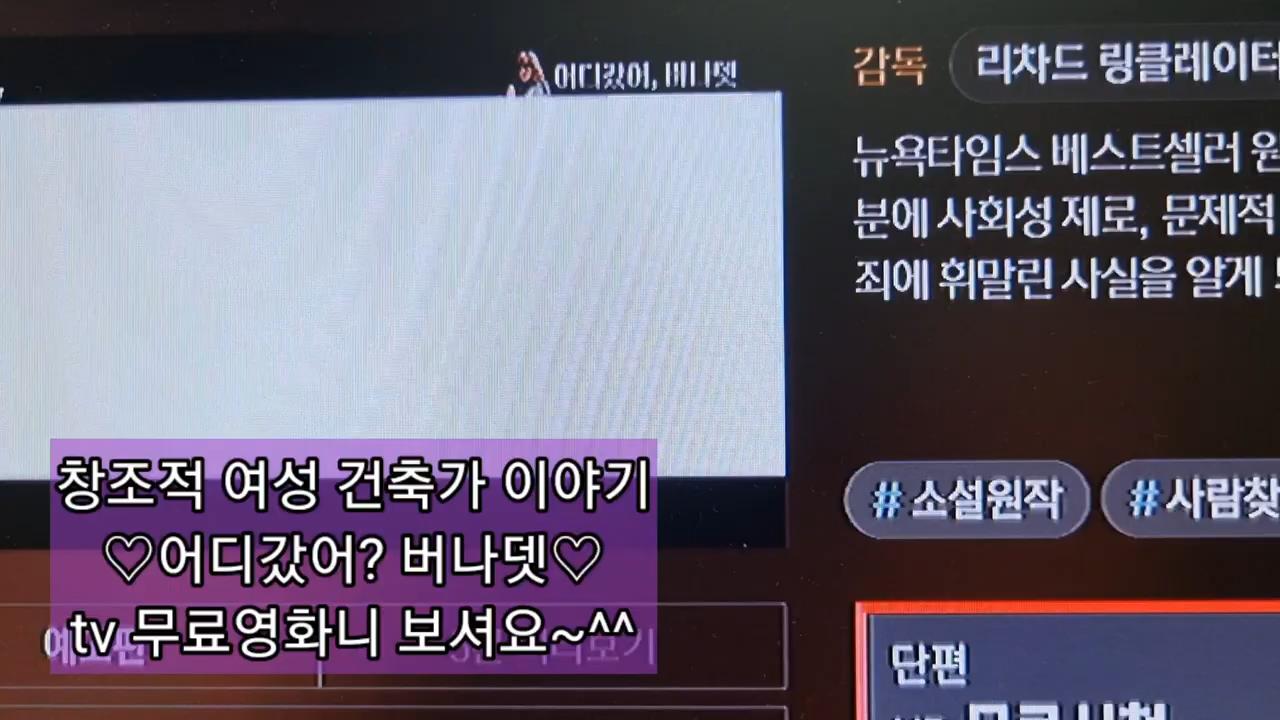 어디갔어, 버나뎃
감독 리차드 링클레이터
뉴욕타임스 베스트셀러 원
분에 사회성 제로, 문제적
죄에 휘말린 사실을 알게
#소설원작 #사람찾
창조적 여성 건축가 이야기
♡어디갔어? 버나뎃♡
tv 무료영화니 보셔요~^^
단편